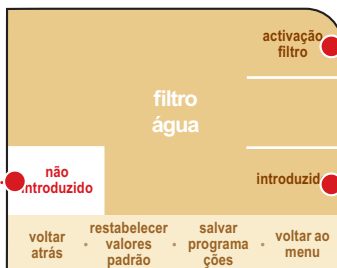 activação
filtro
filtro
água
não
introduzido
introduzid
voltar
atrás
restabelecer
valores
padrão
salvar
programa
ções
voltar ao
menu